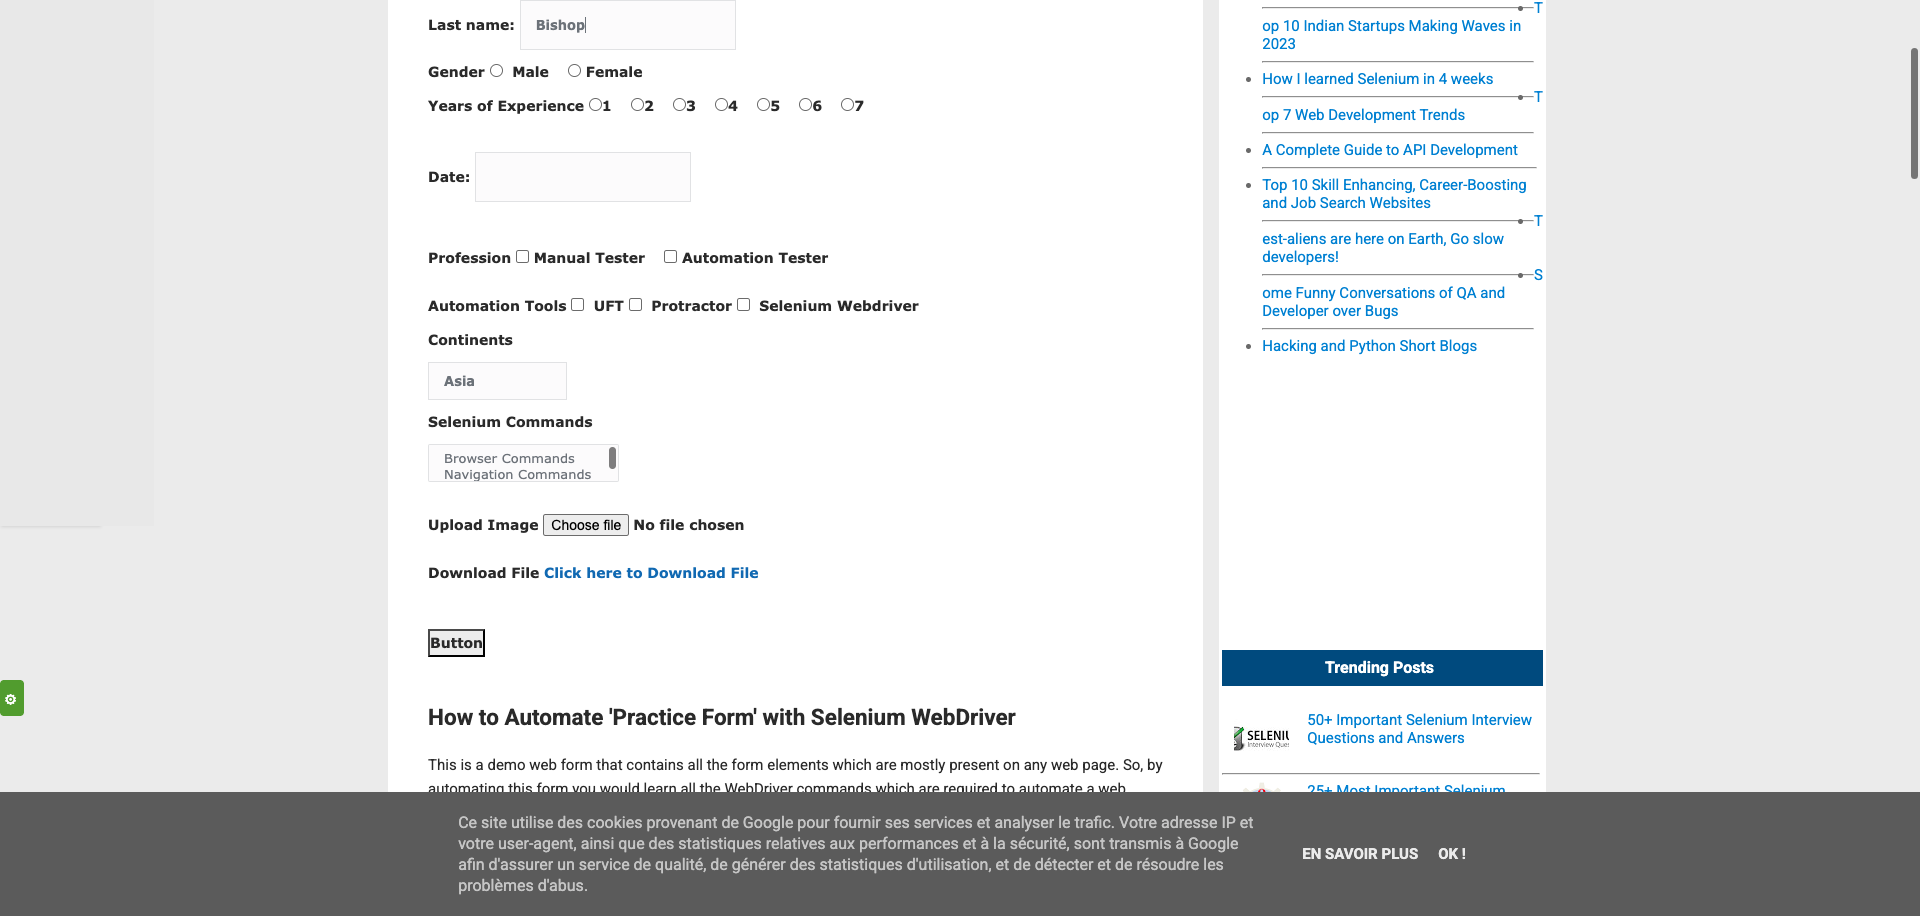 Last name: Bishop
Gender Male Female
Years of Experience 1 2 3 4 5 6 7
Date:
Profession Manual Tester Automation Tester
Automation Tools UFT Protractor Selenium Webdriver
Continents
Asia
Selenium Commands
Browser Commands
Navigation Commands
Upload Image Choose file No file chosen
Download File Click here to Download File
Button
How to Automate 'Practice Form' with Selenium WebDriver
This is a demo web form that contains all the form elements which are mostly present on any web page. So, by
automating this form you would learn all the WebDriver commands which are required to automate a web
T
op 10 Indian Startups Making Waves in
2023
How I learned Selenium in 4 weeks
T
op 7 Web Development Trends
A Complete Guide to API Development
Top 10 Skill Enhancing, Career-Boosting
and Job Search Websites
T
est-aliens are here on Earth, Go slow
developers!
S
ome Funny Conversations of QA and
Developer over Bugs
Hacking and Python Short Blogs
Trending Posts
50+ Important Selenium Interview
Questions and Answers
25+ Most Important Selenium
Ce site utilise des cookies provenant de Google pour fournir ses services et analyser le trafic. Votre adresse IP et
votre user-agent, ainsi que des statistiques relatives aux performances et à la sécurité, sont transmis à Google
afin d'assurer un service de qualité, de générer des statistiques d'utilisation, et de détecter et de résoudre les
problèmes d'abus.
EN SAVOIR PLUS OK !